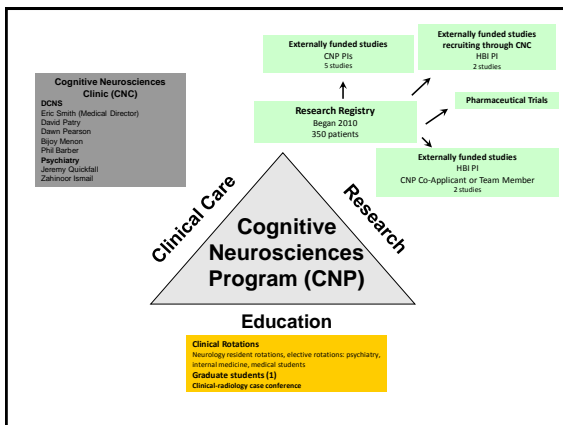 Externally funded studies
CNP PIs
5 studies
Externally funded studies
recruiting through CNC
HBI PI
2 studies
Cognitive Neurosciences
Clinic (CNC)
DCNS
Eric Smith (Medical Director)
David Patry
Dawn Pearson
Bijoy Menon
Phil Barber
Psychiatry
Jeremy Quickfall
Zahinoor Ismail
Research Registry
Began 2010
350 patients
Pharmaceutical Trials
Externally funded studies
HBI PI
CNP Co-Applicant or Team Member
2 studies
Clinical Care
Research
Cognitive
Neurosciences
Program (CNP)
Education
Clinical Rotations
Neurology resident rotations, elective rotations: psychiatry,
internal medicine, medical students
Graduate students (1)
Clinical-radiology case conference